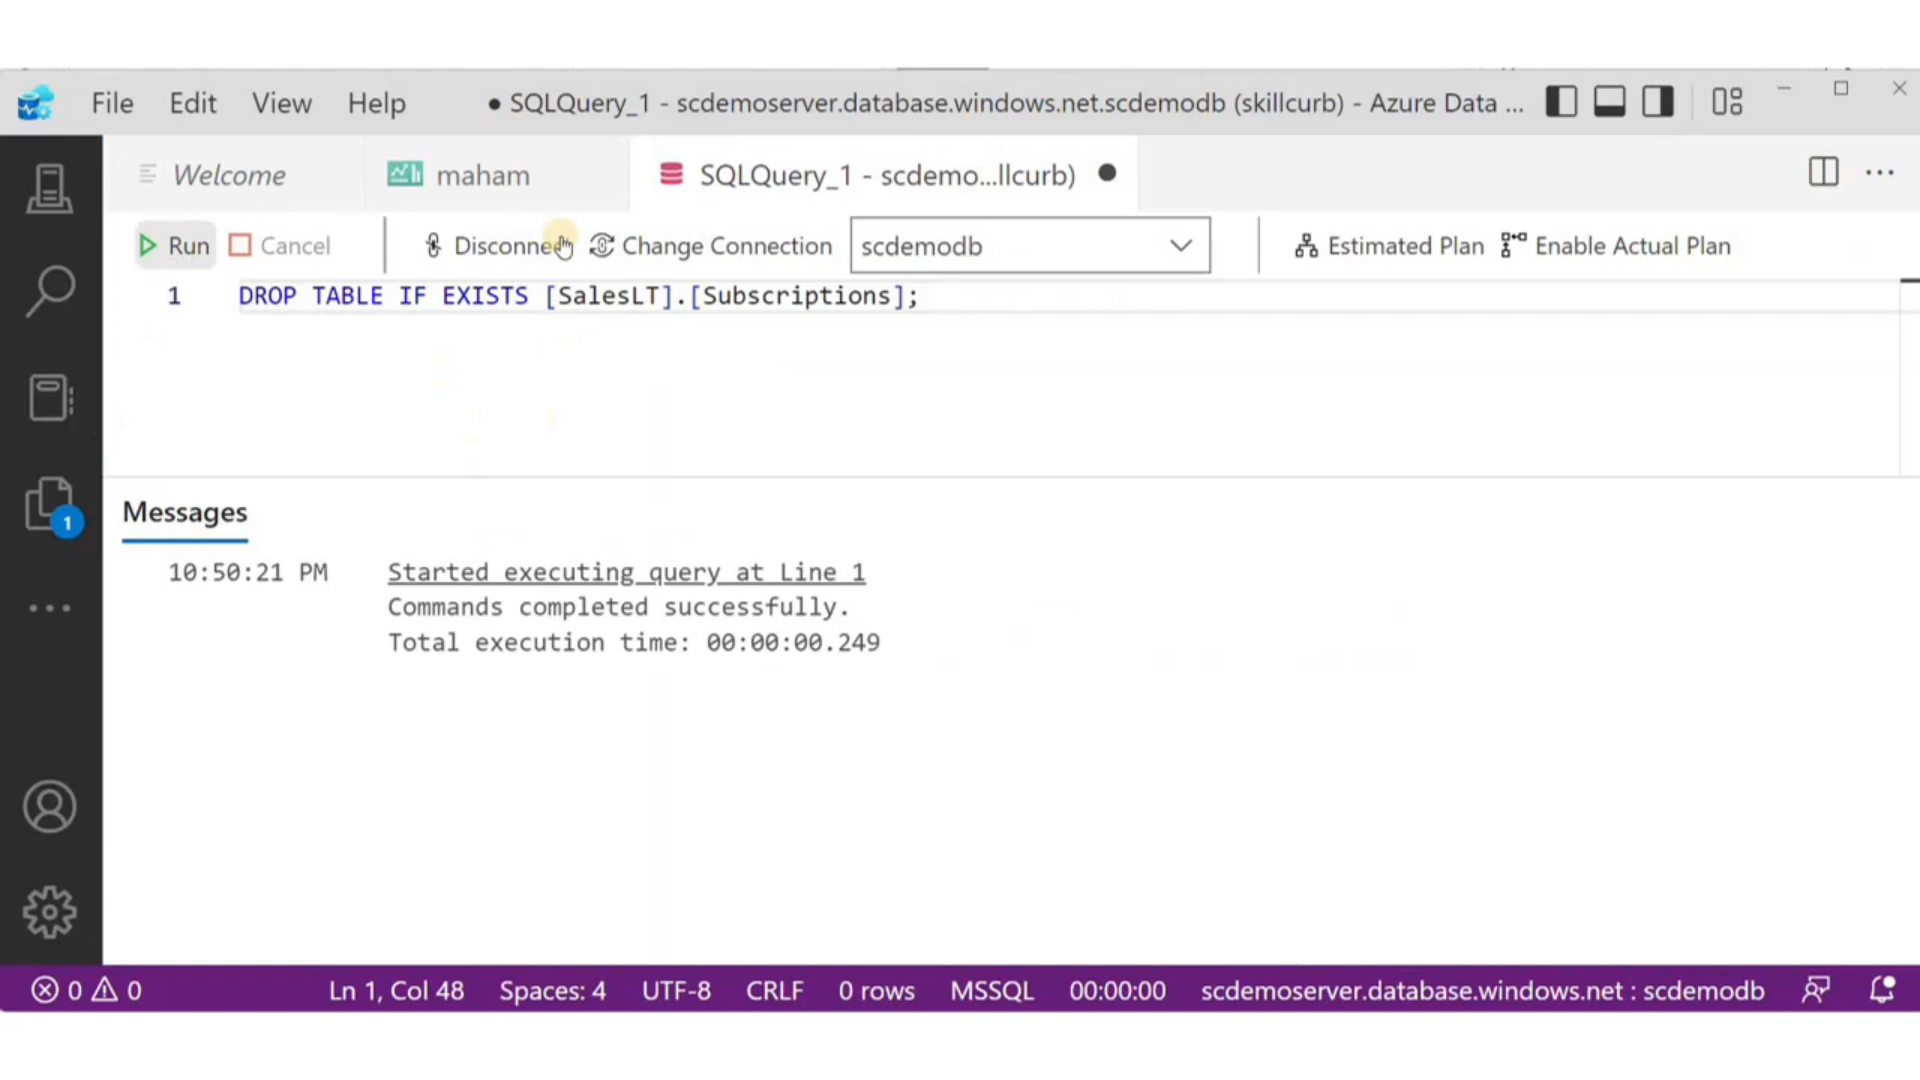 File Edit View Help ● SQLQuery_1 - scdemoserver.database.windows.net.scdemodb (skillcurb) - Azure Data ...
Welcome maham SQLQuery_1 - scdemo...llcurb)
Run Cancel Disconnect Change Connection scdemodb Estimated Plan Enable Actual Plan
1 DROP TABLE IF EXISTS [SalesLT].[Subscriptions];
1
Messages
10:50:21 PM Started executing query at Line 1
Commands completed successfully.
Total execution time: 00:00:00.249
0 0 Ln 1, Col 48 Spaces: 4 UTF-8 CRLF 0 rows MSSQL 00:00:00 scdemoserver.database.windows.net : scdemodb